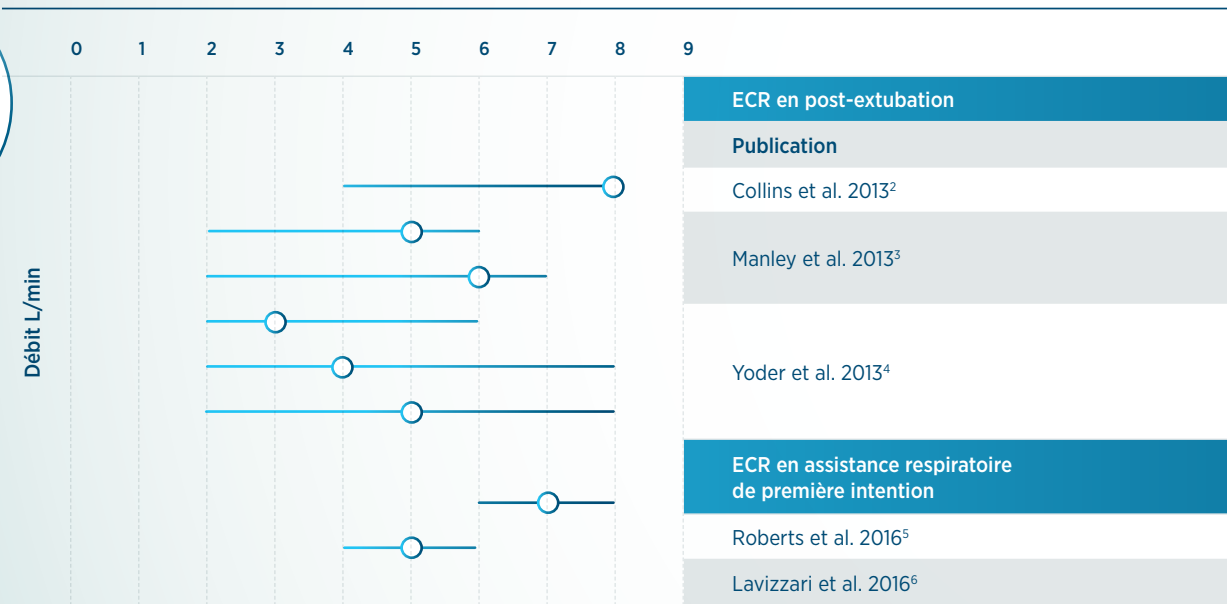 0 1 2 3 4 5 6 7 8 9
ECR en post-extubation
Publication
Collins et al. 2013²
Manley et al. 2013³
Débit L/min
Yoder et al. 2013⁴
ECR en assistance respiratoire
de première intention
Roberts et al. 2016⁵
Lavizzari et al. 2016⁶